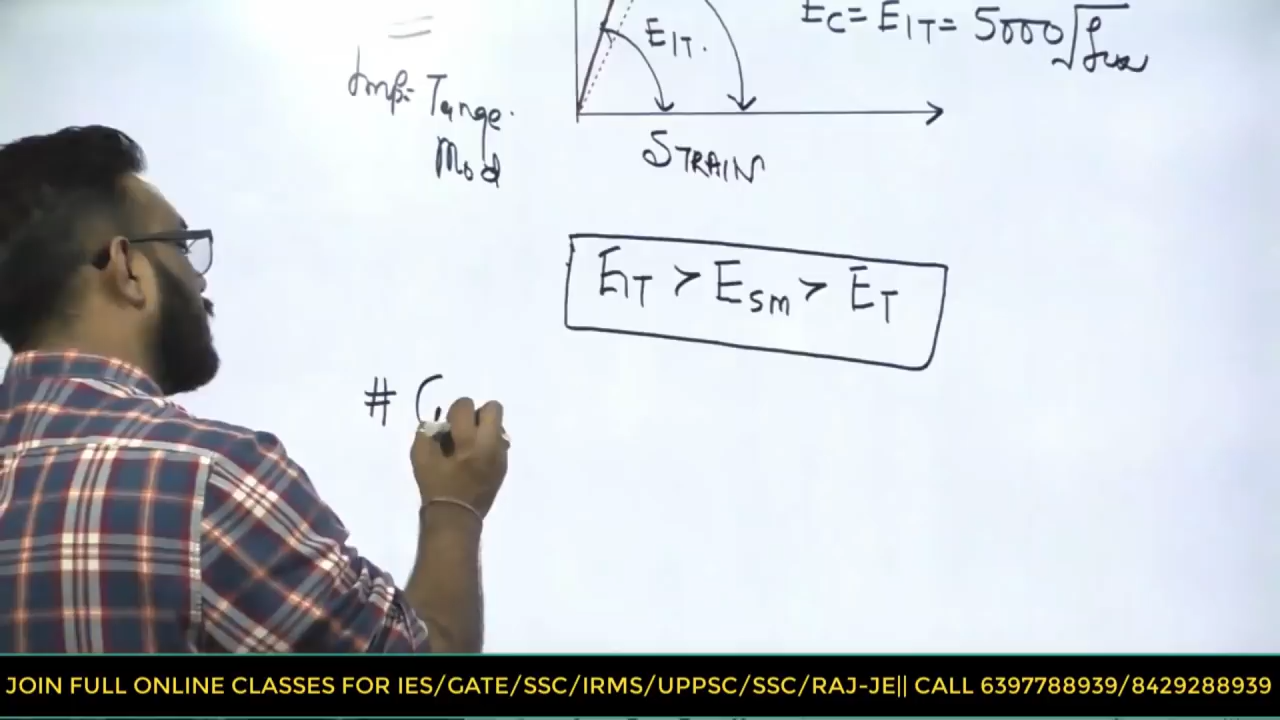 EC = EIT = 5000√fck
EIT.
Tange.
Mod
STRAIN
EIT > Esm > ET
#
JOIN FULL ONLINE CLASSES FOR IES/GATE/SSC/IRMS/UPPSC/SSC/RAJ-JE|| CALL 6397788939/8429288939